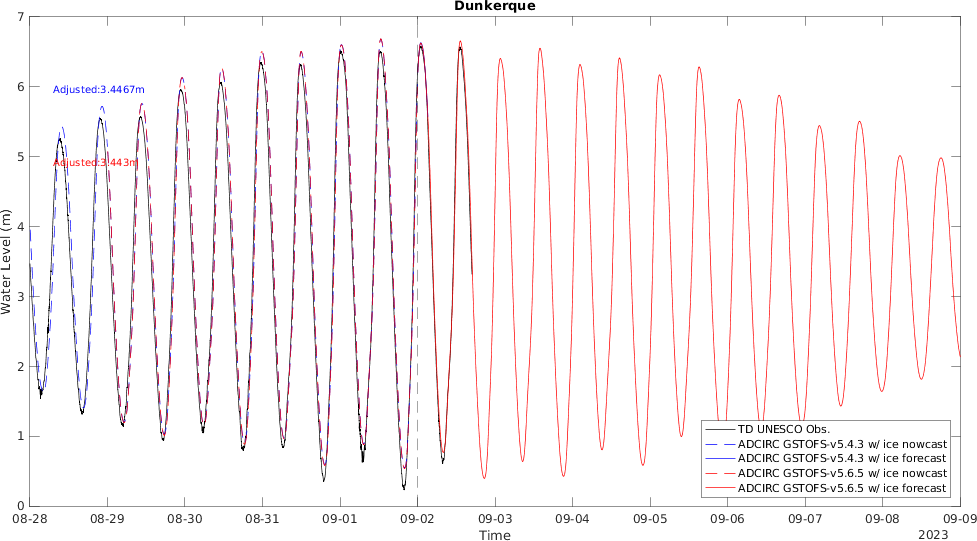 Dunkerque
7
6
5
4
3
2
1
0
Water Level (m)
Adjusted:3.4467m
Adjusted:3.443m
TD UNESCO Obs.
ADCIRC GSTOFS-v5.4.3 w/ ice nowcast
ADCIRC GSTOFS-v5.4.3 w/ ice forecast
ADCIRC GSTOFS-v5.6.5 w/ ice nowcast
ADCIRC GSTOFS-v5.6.5 w/ ice forecast
08-28 08-29 08-30 08-31 09-01 09-02 09-03 09-04 09-05 09-06 09-07 09-08 09-09
Time
2023